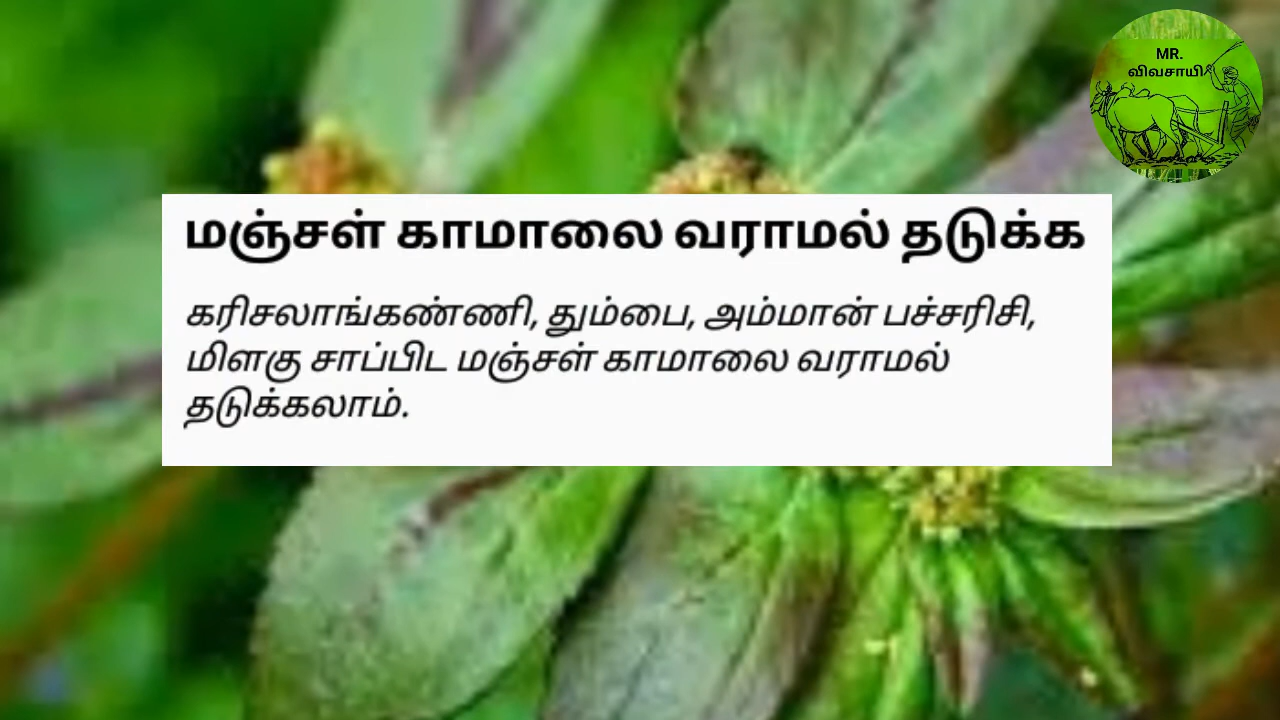 MR.
விவசாயி
மஞ்சள் காமாலை வராமல் தடுக்க
கரிசலாங்கண்ணி, தும்பை, அம்மான் பச்சரிசி,
மிளகு சாப்பிட மஞ்சள் காமாலை வராமல்
தடுக்கலாம்.